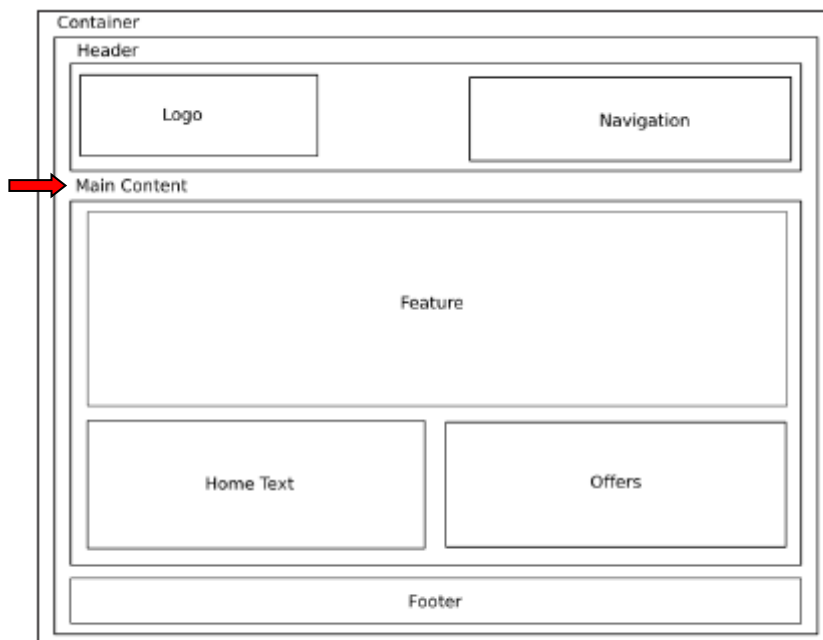 Container
Header
Logo
Navigation
Main Content
Feature
Home Text
Offers
Footer